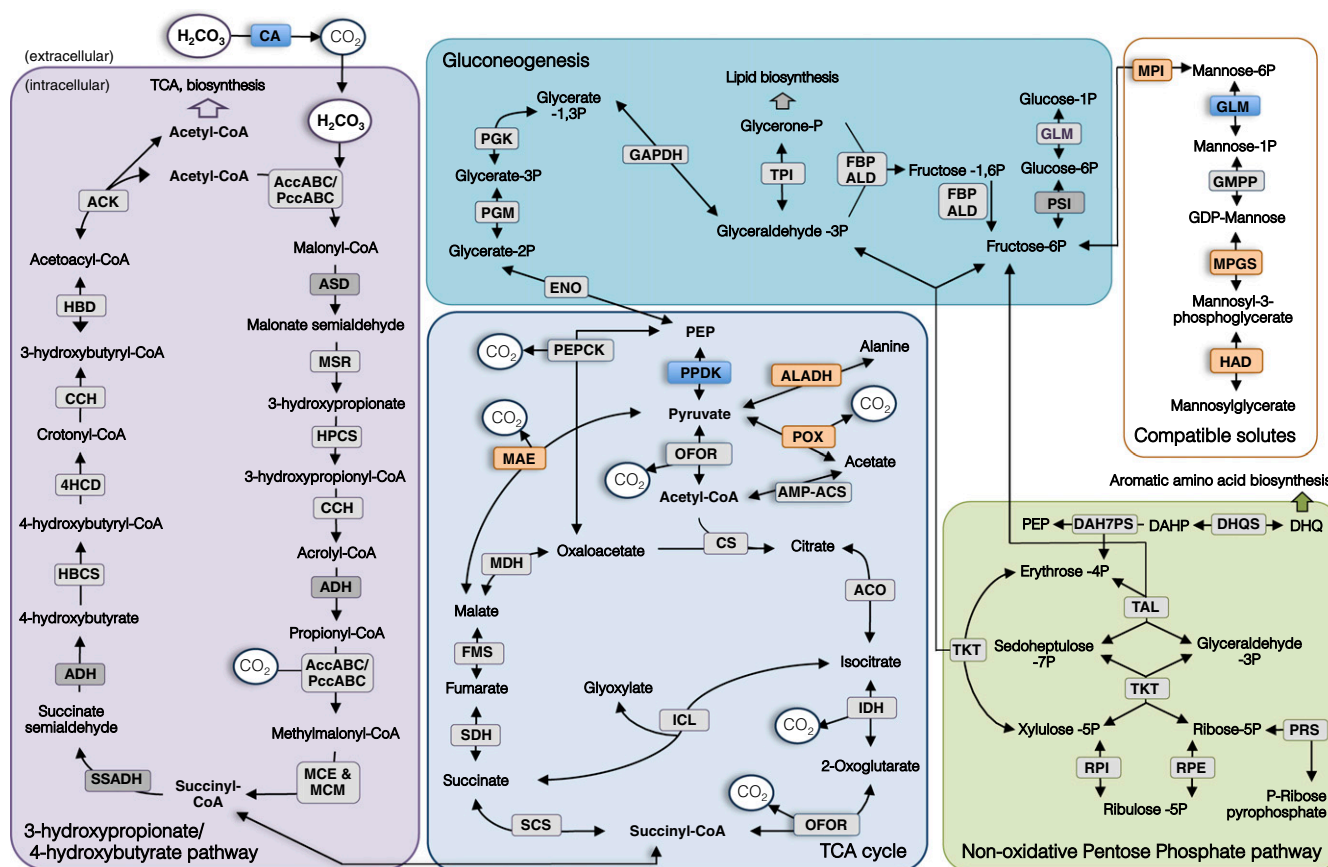 H2CO3
CA
CO2
(extracellular)
(intracellular)
TCA, biosynthesis
Acetyl-CoA
H2CO3
Acetyl-CoA
AccABC/
PccABC
ACK
Malonyl-CoA
Acetoacyl-CoA
ASD
HBD
Malonate semialdehyde
3-hydroxybutyryl-CoA
MSR
CCH
3-hydroxypropionate
Crotonyl-CoA
HPCS
4HCD
3-hydroxypropionyl-CoA
CCH
4-hydroxybutyryl-CoA
Acrolyl-CoA
HBCS
ADH
4-hydroxybutyrate
Propionyl-CoA
CO2
AccABC/
PccABC
ADH
Succinate
semialdehyde
Methylmalonyl-CoA
SSADH
Succinyl-
CoA
MCE &
MCM
3-hydroxypropionate/
4-hydroxybutyrate pathway
Gluconeogenesis
Glycerate
-1,3P
PGK
Glycerate-3P
PGM
Glycerate-2P
ENO
GAPDH
Lipid biosynthesis
Glycerone-P
TPI
Glyceraldehyde -3P
FBP
ALD
Fructose -1,6P
FBP
ALD
Glucose-1P
GLM
Glucose-6P
PSI
Fructose-6P
MPI
Mannose-6P
GLM
Mannose-1P
GMPP
GDP-Mannose
MPGS
Mannosyl-3-
phosphoglycerate
HAD
Mannosylglycerate
Compatible solutes
CO2
PEPCK
PEP
PPDK
Alanine
ALADH
CO2
Pyruvate
CO2
MAE
POX
OFOR
CO2
Acetate
Acetyl-CoA
AMP-ACS
CS
Oxaloacetate
Citrate
MDH
ACO
Malate
FMS
Isocitrate
Fumarate
Glyoxylate
ICL
IDH
CO2
SDH
2-Oxoglutarate
Succinate
CO2
SCS
Succinyl-CoA
OFOR
TCA cycle
Aromatic amino acid biosynthesis
PEP
DAH7PS
DAHP
DHQS
DHQ
Erythrose -4P
TAL
TKT
Sedoheptulose
-7P
Glyceraldehyde
-3P
TKT
Xylulose -5P
Ribose-5P
PRS
RPI
RPE
Ribulose -5P
P-Ribose
pyrophosphate
Non-oxidative Pentose Phosphate pathway